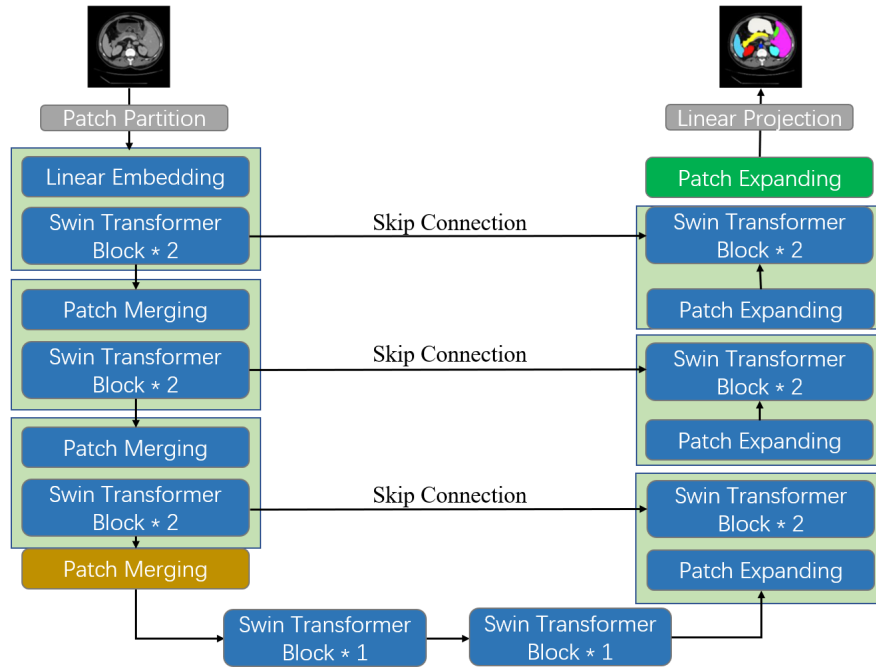 Patch Partition
Linear Projection
Linear Embedding
Patch Expanding
Swin Transformer
Block * 2
Skip Connection
Swin Transformer
Block * 2
Patch Merging
Patch Expanding
Swin Transformer
Block * 2
Skip Connection
Swin Transformer
Block * 2
Patch Merging
Patch Expanding
Swin Transformer
Block * 2
Skip Connection
Swin Transformer
Block * 2
Patch Merging
Patch Expanding
Swin Transformer
Block * 1
Swin Transformer
Block * 1